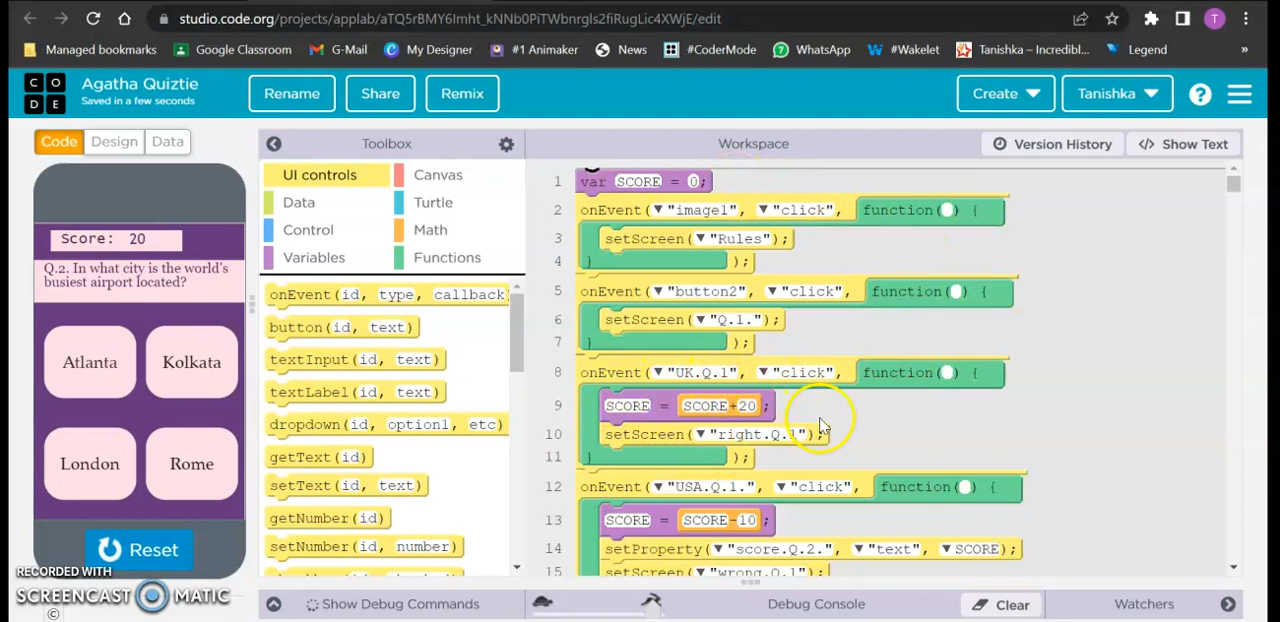 studio.code.org/projects/applab/aTQ5rBMY6Imht_kNNb0PiTWbnrgls2fiRugLic4XWjE/edit
T
Managed bookmarks Google Classroom G-Mail My Designer #1 Animaker News #CoderMode WhatsApp #Wakelet Tanishka – Incredibl... Legend »
CODE
Agatha Quiztie
Saved in a few seconds
Rename Share Remix Create Tanishka ?
Code Design Data Toolbox Workspace Version History </> Show Text
Score: 20
Q.2. In what city is the world's
busiest airport located?
Atlanta Kolkata
London Rome
Reset
RECORDED WITH
SCREENCAST MATIC
©
UI controls Canvas
Data Turtle
Control Math
Variables Functions
onEvent(id, type, callback
button(id, text)
textInput(id, text)
textLabel(id, text)
dropdown(id, option1, etc)
getText(id)
setText(id, text)
getNumber(id)
setNumber(id, number)
1 var SCORE = 0;
2 onEvent(▼"image1", ▼"click", function( ) {
3 setScreen(▼"Rules");
4 } );
5 onEvent(▼"button2", ▼"click", function( ) {
6 setScreen(▼"Q.1.");
7 } );
8 onEvent(▼"UK.Q.1", ▼"click", function( ) {
9 SCORE = SCORE+20;
10 setScreen(▼"right.Q.1");
11 } );
12 onEvent(▼"USA.Q.1.", ▼"click", function( ) {
13 SCORE = SCORE-10;
14 setProperty(▼"score.Q.2.", ▼"text", ▼SCORE);
15 setScreen(▼"wrong.Q.1");
Show Debug Commands Debug Console Clear Watchers